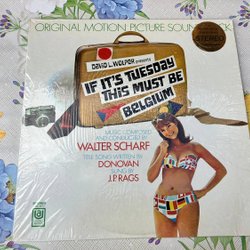 ORIGINAL MOTION PICTURE SOUNDTRACK
STEREO
DAVID L. WOLPER presents
IF IT'S TUESDAY
THIS MUST BE
BELGIUM
MUSIC COMPOSED
AND CONDUCTED BY
WALTER SCHARF
TITLE SONG WRITTEN BY
DONOVAN
SUNG BY
J.P. RAGS